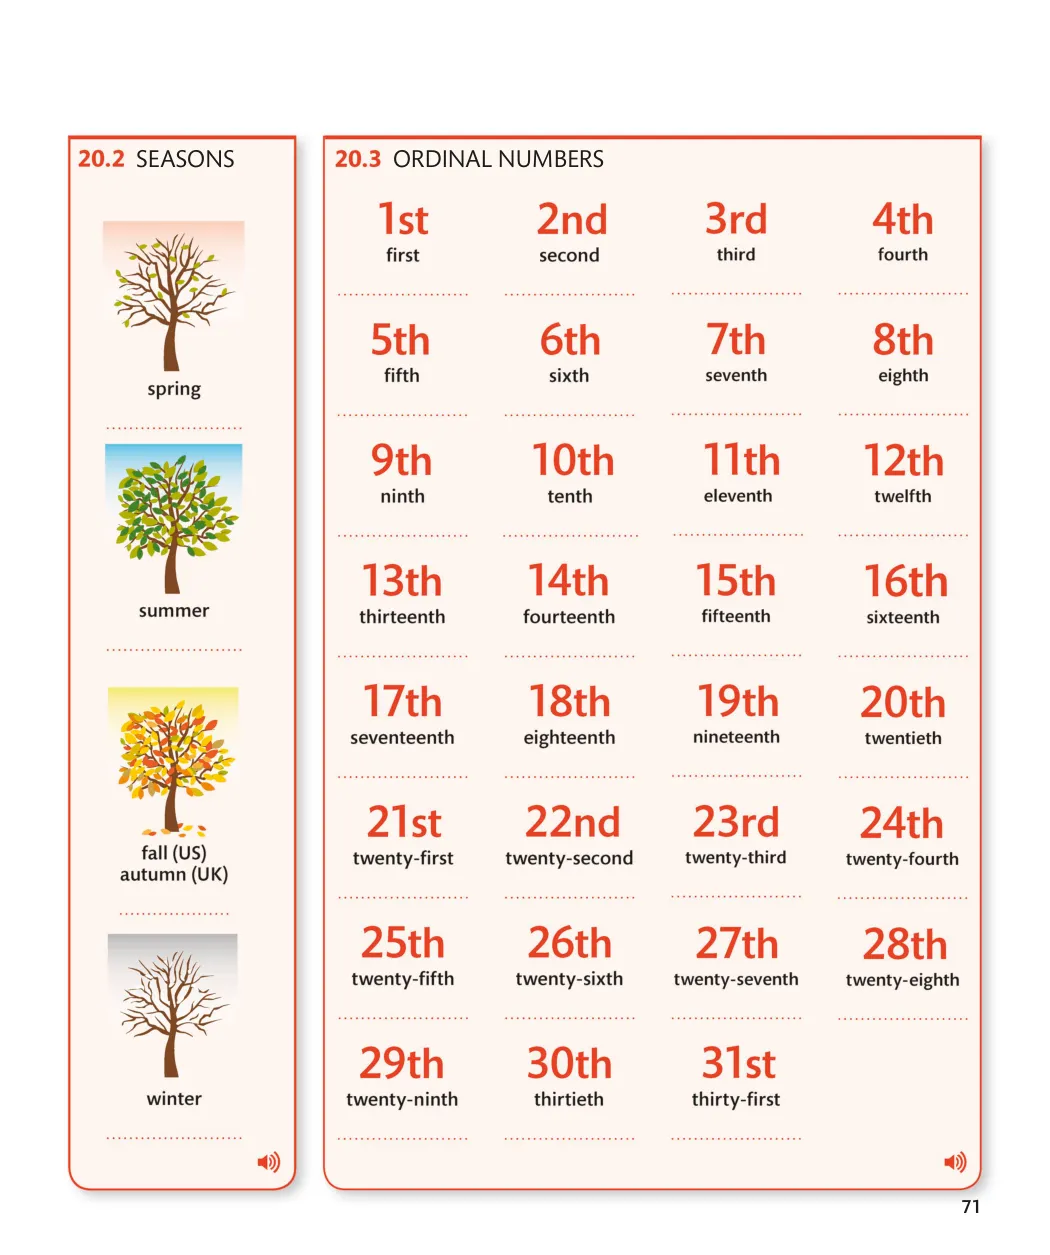 20.2 SEASONS
spring
summer
fall (US)
autumn (UK)
winter
20.3 ORDINAL NUMBERS
1st 2nd 3rd 4th
first second third fourth
5th 6th 7th 8th
fifth sixth seventh eighth
9th 10th 11th 12th
ninth tenth eleventh twelfth
13th 14th 15th 16th
thirteenth fourteenth fifteenth sixteenth
17th 18th 19th 20th
seventeenth eighteenth nineteenth twentieth
21st 22nd 23rd 24th
twenty-first twenty-second twenty-third twenty-fourth
25th 26th 27th 28th
twenty-fifth twenty-sixth twenty-seventh twenty-eighth
29th 30th 31st
twenty-ninth thirtieth thirty-first
71